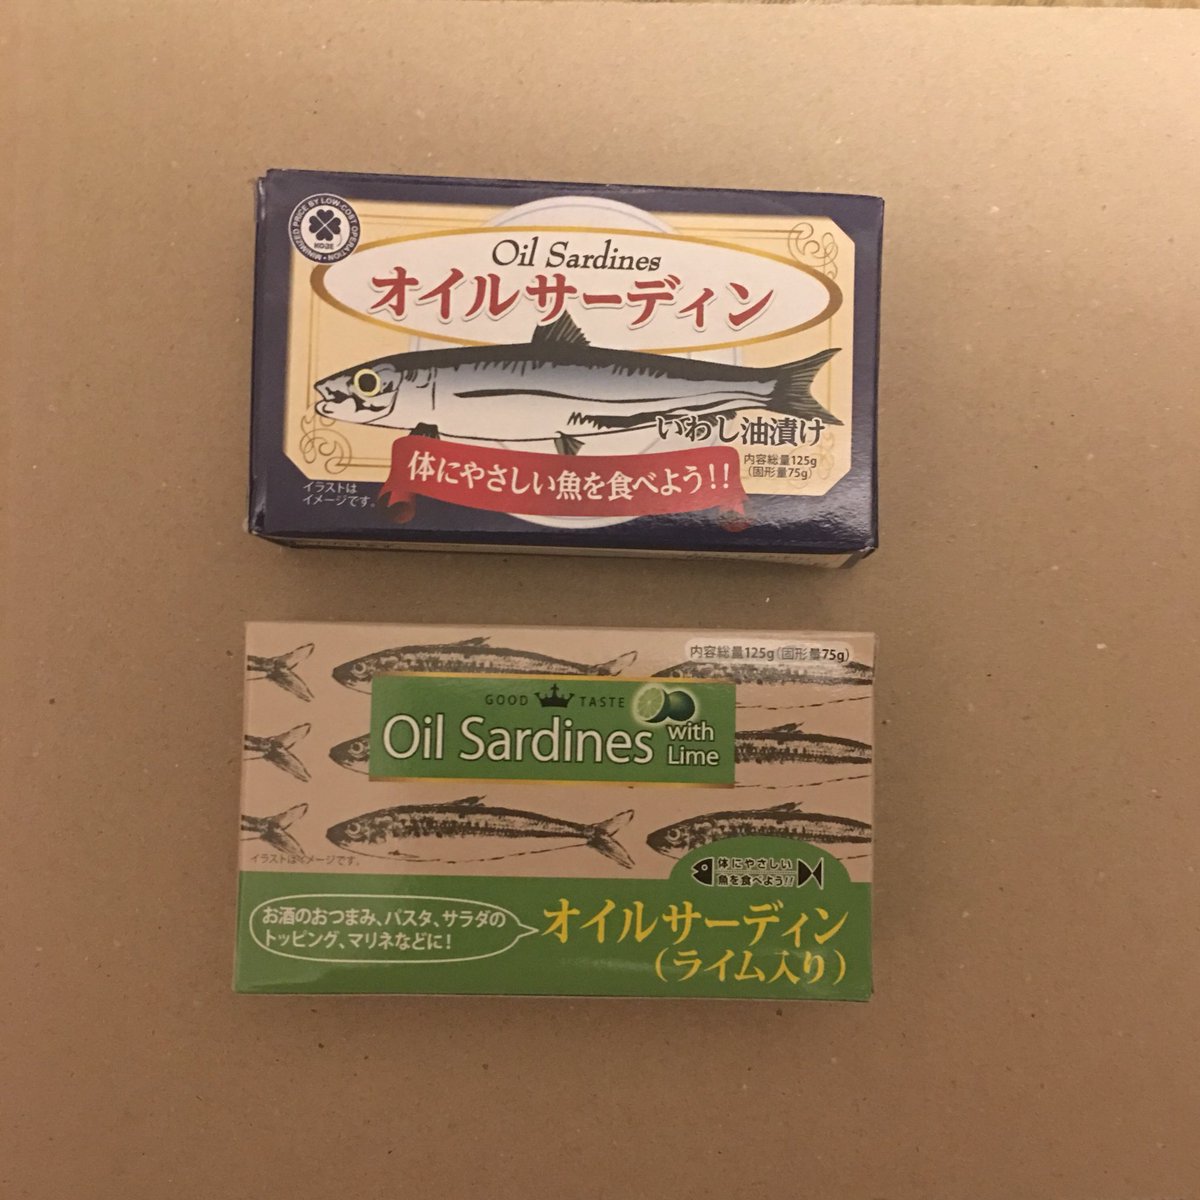 MINIMIZED PRICE BY LOW-COST OPERATION
KOBE
Oil Sardines
オイルサーディン
いわし油漬け
内容総量125g
(固形量75g)
体にやさしい魚を食べよう!!
イラストは
イメージです。
内容総量125g(固形量75g)
GOOD TASTE
Oil Sardines with Lime
イラストはイメージです。
体にやさしい
魚を食べよう!!
お酒のおつまみ、パスタ、サラダの
トッピング、マリネなどに!
オイルサーディン
(ライム入り)